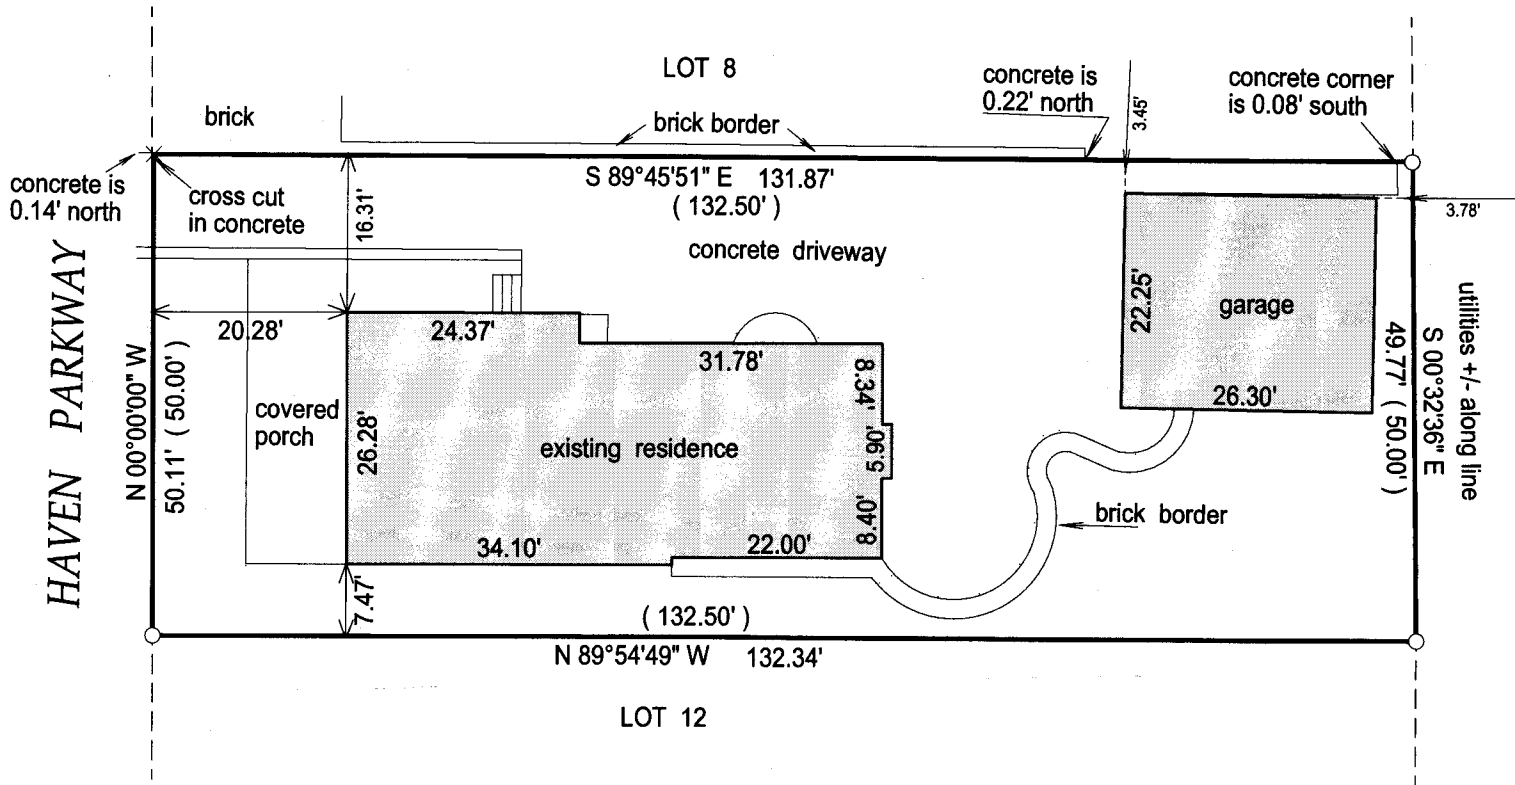 LOT 8
concrete is
0.22' north
3.45'
concrete corner
is 0.08' south
brick
brick border
concrete is
0.14' north
cross cut
in concrete
16.31'
S 89°45'51" E 131.87'
( 132.50' )
3.78'
concrete driveway
HAVEN PARKWAY
N 00°00'00" W
50.11' ( 50.00' )
20.28'
24.37'
31.78'
8.34'
22.25'
garage
26.30'
49.77' ( 50.00' )
S 00°32'36" E
utilities +/- along line
covered
porch
26.28'
existing residence
5.90'
8.40'
34.10'
22.00'
brick border
7.47'
( 132.50' )
N 89°54'49" W 132.34'
LOT 12